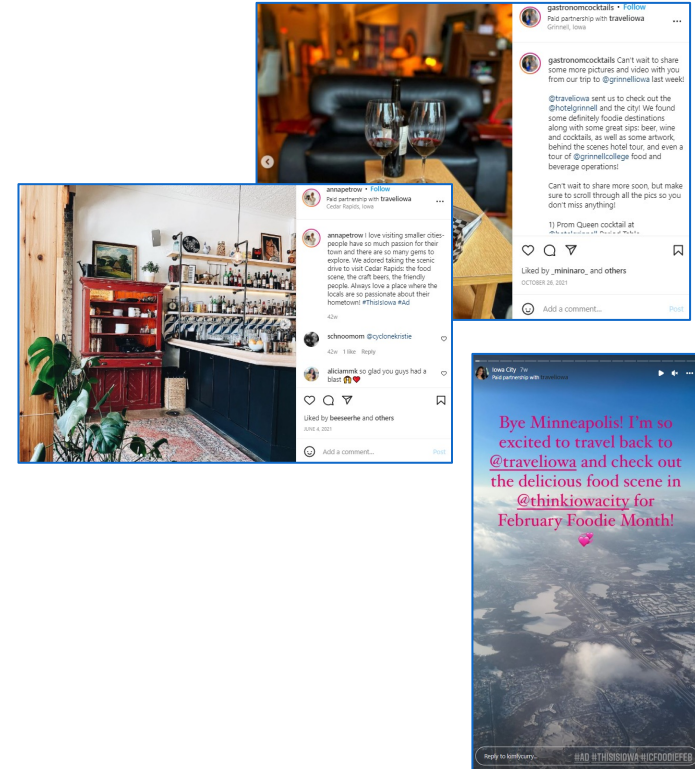 gastronomcocktails • Follow
Paid partnership with traveliowa
Grinnell, Iowa
gastronomcocktails Can't wait to share
some more pictures and video with you
from our trip to @grinnelliowa last week!
@traveliowa sent us to check out the
@hotelgrinnell and the city! We found
some definitely foodie destinations
along with some great sips: beer, wine
and cocktails, as well as some artwork,
behind the scenes hotel tour, and even a
tour of @grinnellcollege food and
beverage operations!
Can't wait to share more soon, but make
sure to scroll through all the pics so you
don't miss anything!
1) Prom Queen cocktail at
@hotelgrinnell Period Table
Liked by _mininaro_ and others
OCTOBER 26, 2021
Add a comment...
Post
annapetrow • Follow
Paid partnership with traveliowa
Cedar Rapids, Iowa
annapetrow I love visiting smaller cities-
people have so much passion for their
town and there are so many gems to
explore. We adored taking the scenic
drive to visit Cedar Rapids: the food
scene, the craft beers, the friendly
people. Always love a place where the
locals are so passionate about their
hometown! #ThisIsIowa #Ad
42w
schnoomom @cyclonekristie
42w 1 like Reply
aliciammk so glad you guys had a
blast
Liked by beeseerhe and others
JUNE 4, 2021
Add a comment...
Post
Iowa City 7w
Paid partnership with traveliowa
Bye Minneapolis! I'm so
excited to travel back to
@traveliowa and check out
the delicious food scene in
@thinkiowacity for
February Foodie Month!
Reply to kimfycurry...
#AD #THISISIOWA #ICFOODIEFEB